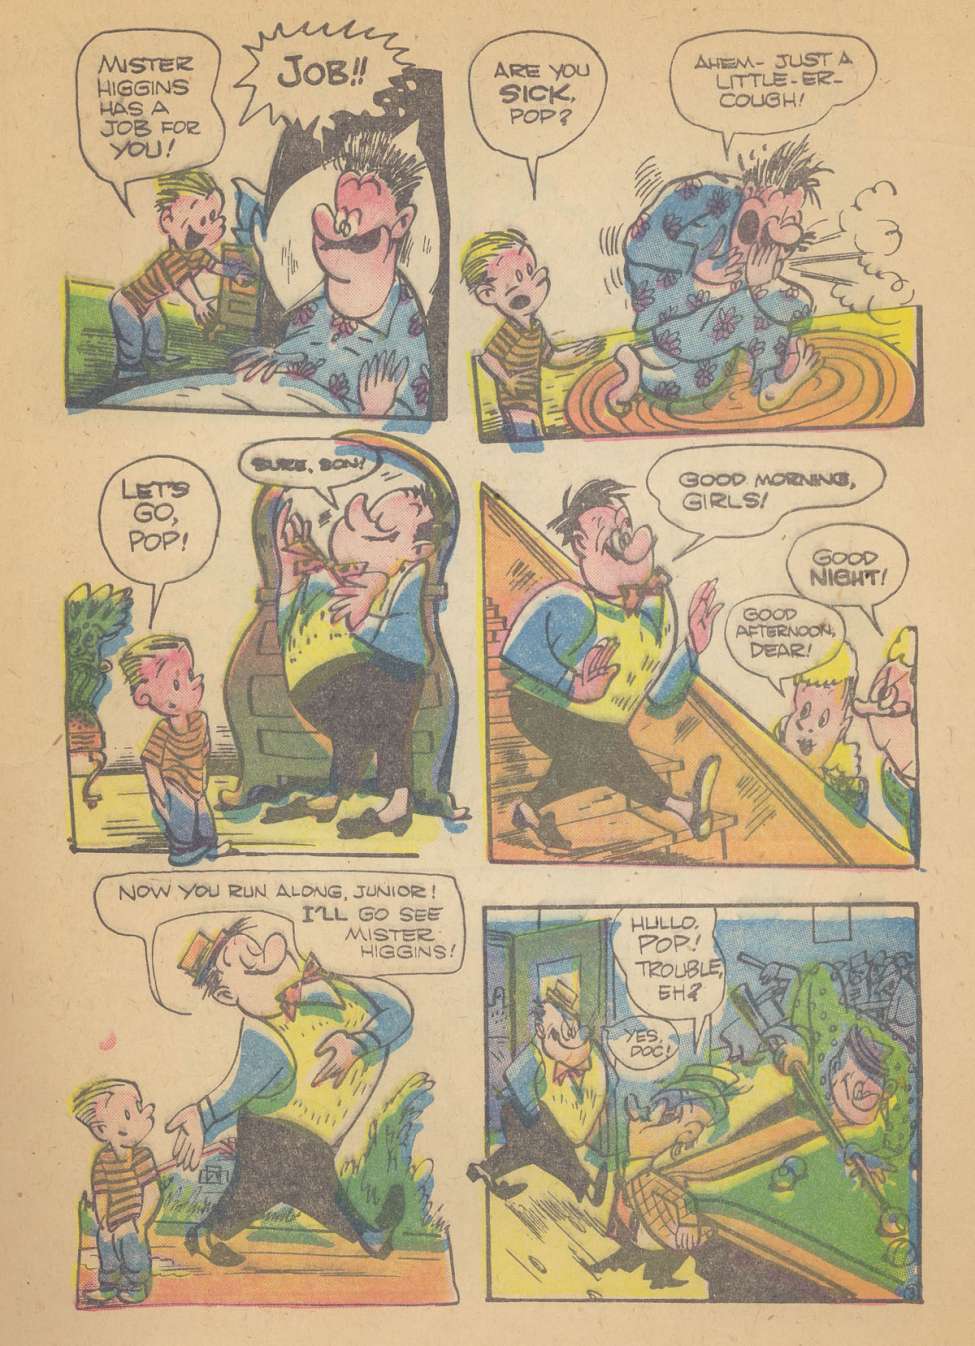 MISTER
HIGGINS
HAS A
JOB FOR
YOU!
JOB!!
ARE YOU
SICK,
POP?
AHEM- JUST A
LITTLE-ER-
COUGH!
LET'S
GO,
POP!
SURE, SON!
GOOD MORNING,
GIRLS!
GOOD
AFTERNOON,
DEAR!
GOOD
NIGHT!
NOW YOU RUN ALONG, JUNIOR!
I'LL GO SEE
MISTER
HIGGINS!
HULLO,
POP!
TROUBLE,
EH?
YES,
DOC!